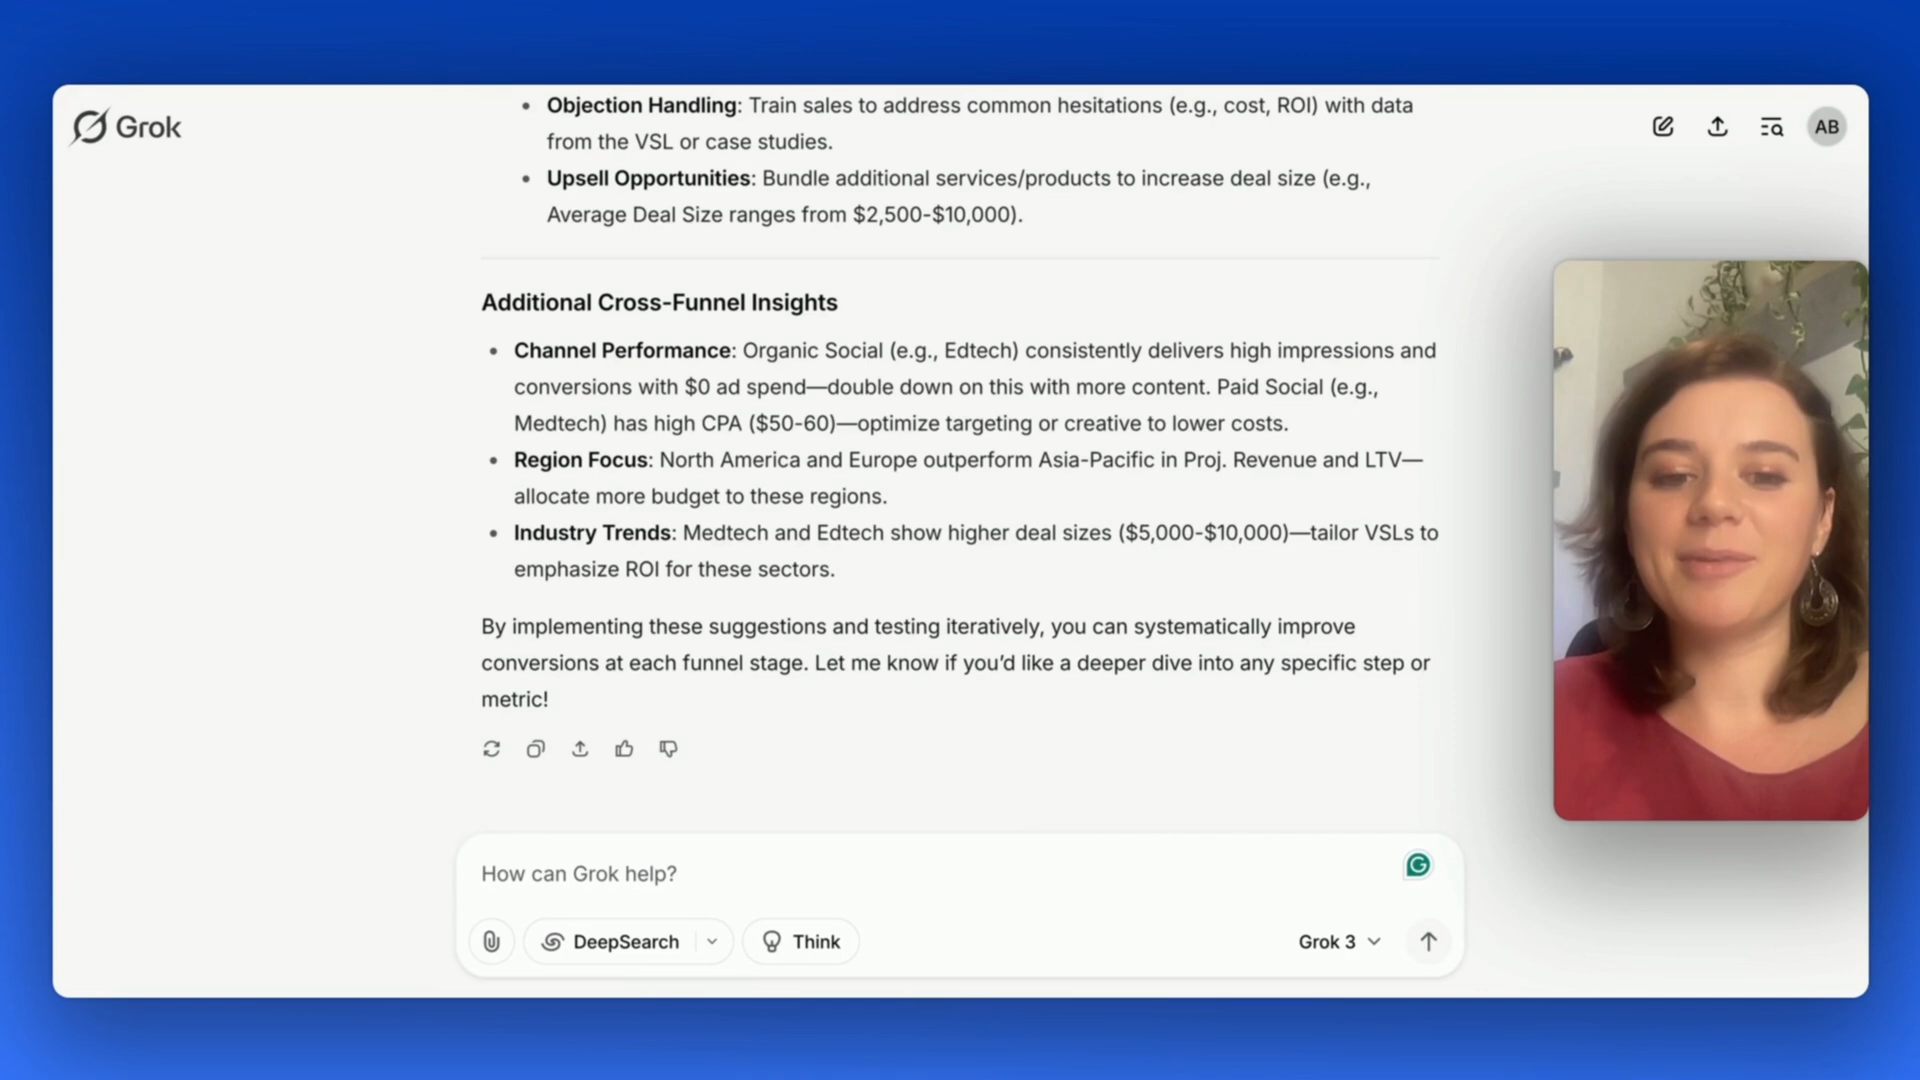 Grok
AB
• Objection Handling: Train sales to address common hesitations (e.g., cost, ROI) with data
from the VSL or case studies.
• Upsell Opportunities: Bundle additional services/products to increase deal size (e.g.,
Average Deal Size ranges from $2,500-$10,000).
Additional Cross-Funnel Insights
• Channel Performance: Organic Social (e.g., Edtech) consistently delivers high impressions and
conversions with $0 ad spend—double down on this with more content. Paid Social (e.g.,
Medtech) has high CPA ($50-60)—optimize targeting or creative to lower costs.
• Region Focus: North America and Europe outperform Asia-Pacific in Proj. Revenue and LTV—
allocate more budget to these regions.
• Industry Trends: Medtech and Edtech show higher deal sizes ($5,000-$10,000)—tailor VSLs to
emphasize ROI for these sectors.
By implementing these suggestions and testing iteratively, you can systematically improve
conversions at each funnel stage. Let me know if you’d like a deeper dive into any specific step or
metric!
How can Grok help?
DeepSearch
Think
Grok 3